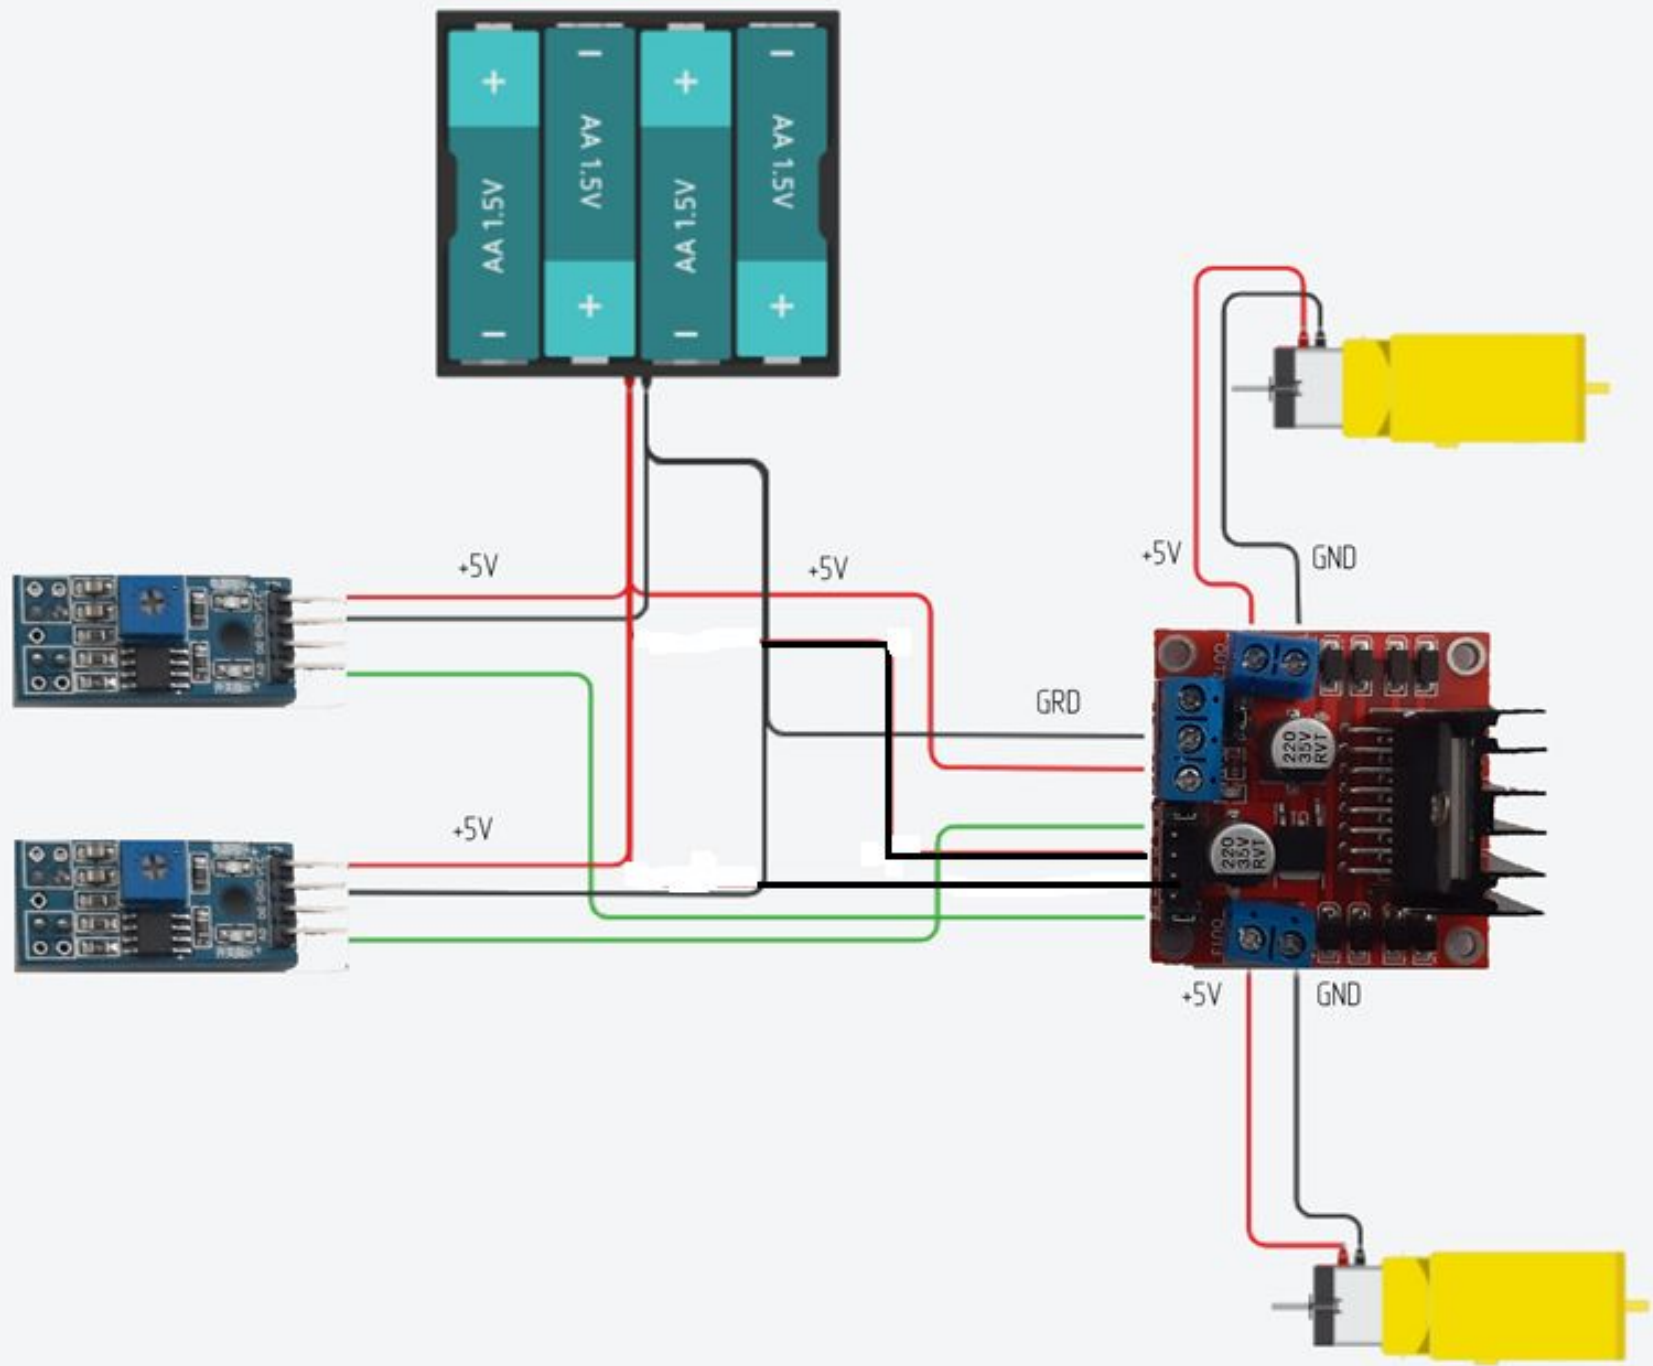 +
AA 1.5V
-
-
AA 1.5V
+
+
AA 1.5V
-
-
AA 1.5V
+
+5V
+5V
+5V
GND
GRD
220
35V
RVT
+5V
220
35V
RVT
+5V
GND